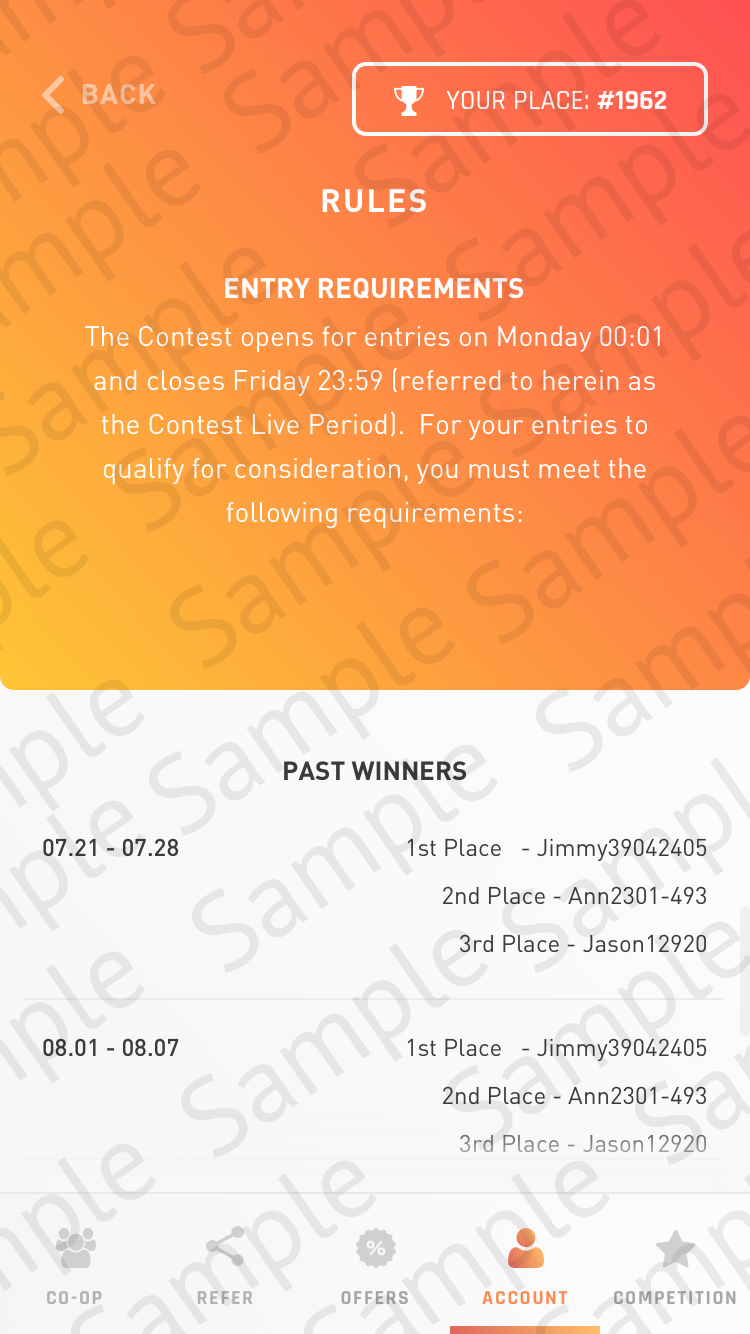 BACK
YOUR PLACE: #1962
RULES
ENTRY REQUIREMENTS
The Contest opens for entries on Monday 00:01
and closes Friday 23:59 (referred to herein as
the Contest Live Period).  For your entries to
qualify for consideration, you must meet the
following requirements:
PAST WINNERS
07.21 - 07.28
1st Place - Jimmy39042405
2nd Place - Ann2301-493
3rd Place - Jason12920
08.01 - 08.07
1st Place - Jimmy39042405
2nd Place - Ann2301-493
3rd Place - Jason12920
%
CO-OP REFER OFFERS ACCOUNT COMPETITION
Sample